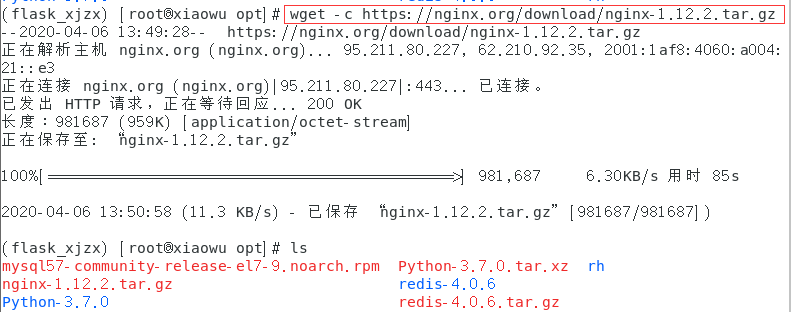 (flask_xjzx) [root@xiaowu opt]# wget -c https://nginx.org/download/nginx-1.12.2.tar.gz
--2020-04-06 13:49:28--  https://nginx.org/download/nginx-1.12.2.tar.gz
正在解析主机 nginx.org (nginx.org)... 95.211.80.227, 62.210.92.35, 2001:1af8:4060:a004:
21::e3
正在连接 nginx.org (nginx.org)|95.211.80.227|:443... 已连接。
已发出 HTTP 请求，正在等待回应... 200 OK
长度：981687 (959K) [application/octet-stream]
正在保存至: “nginx-1.12.2.tar.gz”
100%[======================================>] 981,687     6.30KB/s 用时 85s
2020-04-06 13:50:58 (11.3 KB/s) - 已保存 “nginx-1.12.2.tar.gz” [981687/981687])
(flask_xjzx) [root@xiaowu opt]# ls
mysql57-community-release-el7-9.noarch.rpm  Python-3.7.0.tar.xz  rh
nginx-1.12.2.tar.gz                         redis-4.0.6
Python-3.7.0                                redis-4.0.6.tar.gz